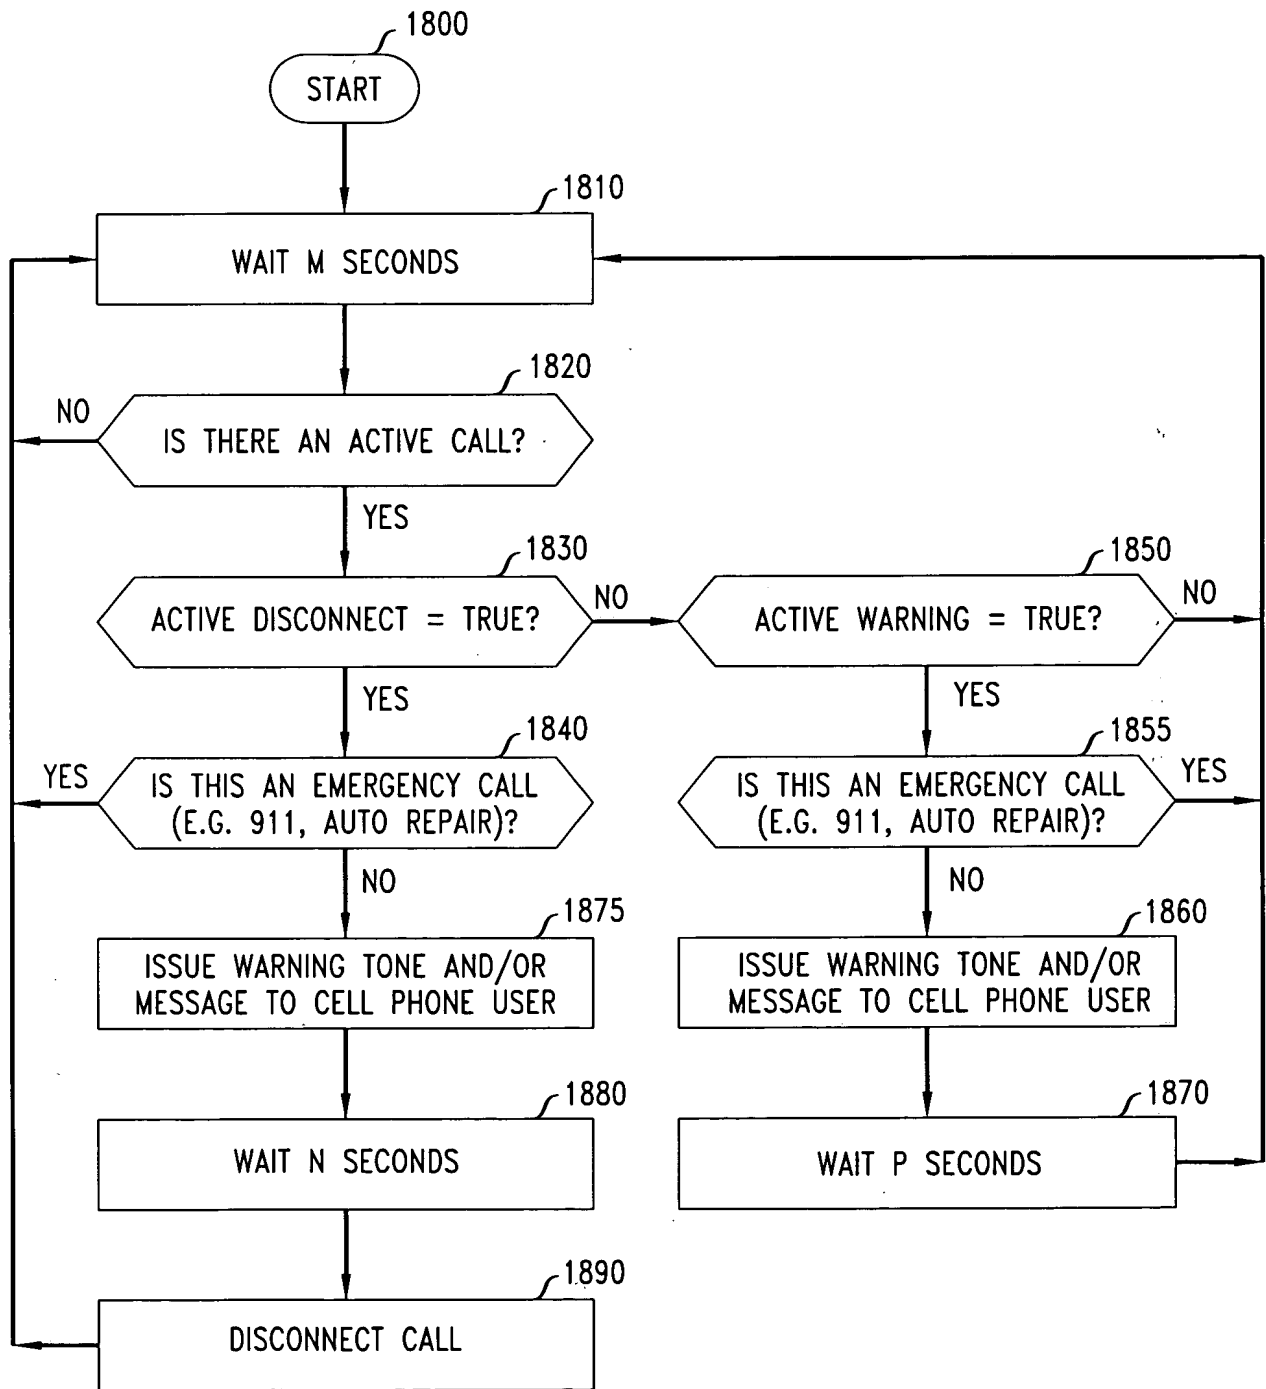 1800
START
1810
WAIT M SECONDS
1820
NO
IS THERE AN ACTIVE CALL?
YES
1830
ACTIVE DISCONNECT = TRUE?
NO
1850
ACTIVE WARNING = TRUE?
NO
YES
YES
1840
YES
IS THIS AN EMERGENCY CALL
(E.G. 911, AUTO REPAIR)?
1855
IS THIS AN EMERGENCY CALL
(E.G. 911, AUTO REPAIR)?
YES
NO
NO
1875
ISSUE WARNING TONE AND/OR
MESSAGE TO CELL PHONE USER
1860
ISSUE WARNING TONE AND/OR
MESSAGE TO CELL PHONE USER
1880
WAIT N SECONDS
1870
WAIT P SECONDS
1890
DISCONNECT CALL